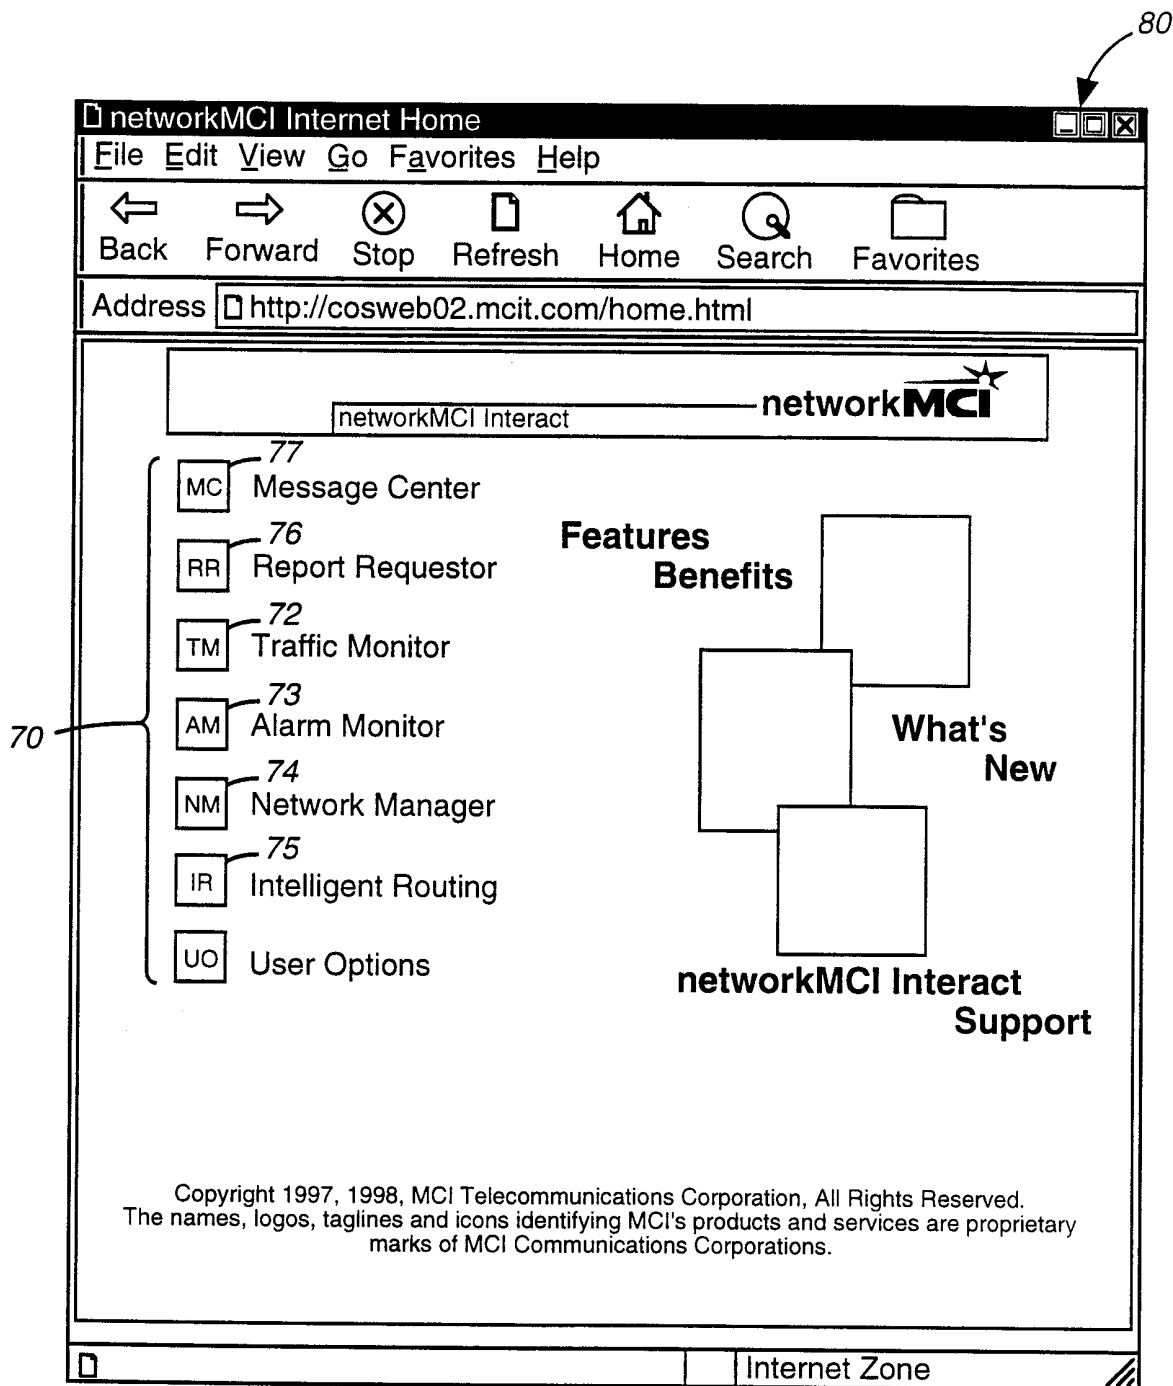 80
networkMCI Internet Home
File Edit View Go Favorites Help
Back Forward Stop Refresh Home Search Favorites
Address http://cosweb02.mcit.com/home.html
networkMCI Interact
networkMCI
70
MC 77 Message Center
RR 76 Report Requestor
TM 72 Traffic Monitor
AM 73 Alarm Monitor
NM 74 Network Manager
IR 75 Intelligent Routing
UO User Options
Features
Benefits
What's
New
networkMCI Interact
Support
Copyright 1997, 1998, MCI Telecommunications Corporation, All Rights Reserved.
The names, logos, taglines and icons identifying MCI's products and services are proprietary
marks of MCI Communications Corporations.
Internet Zone